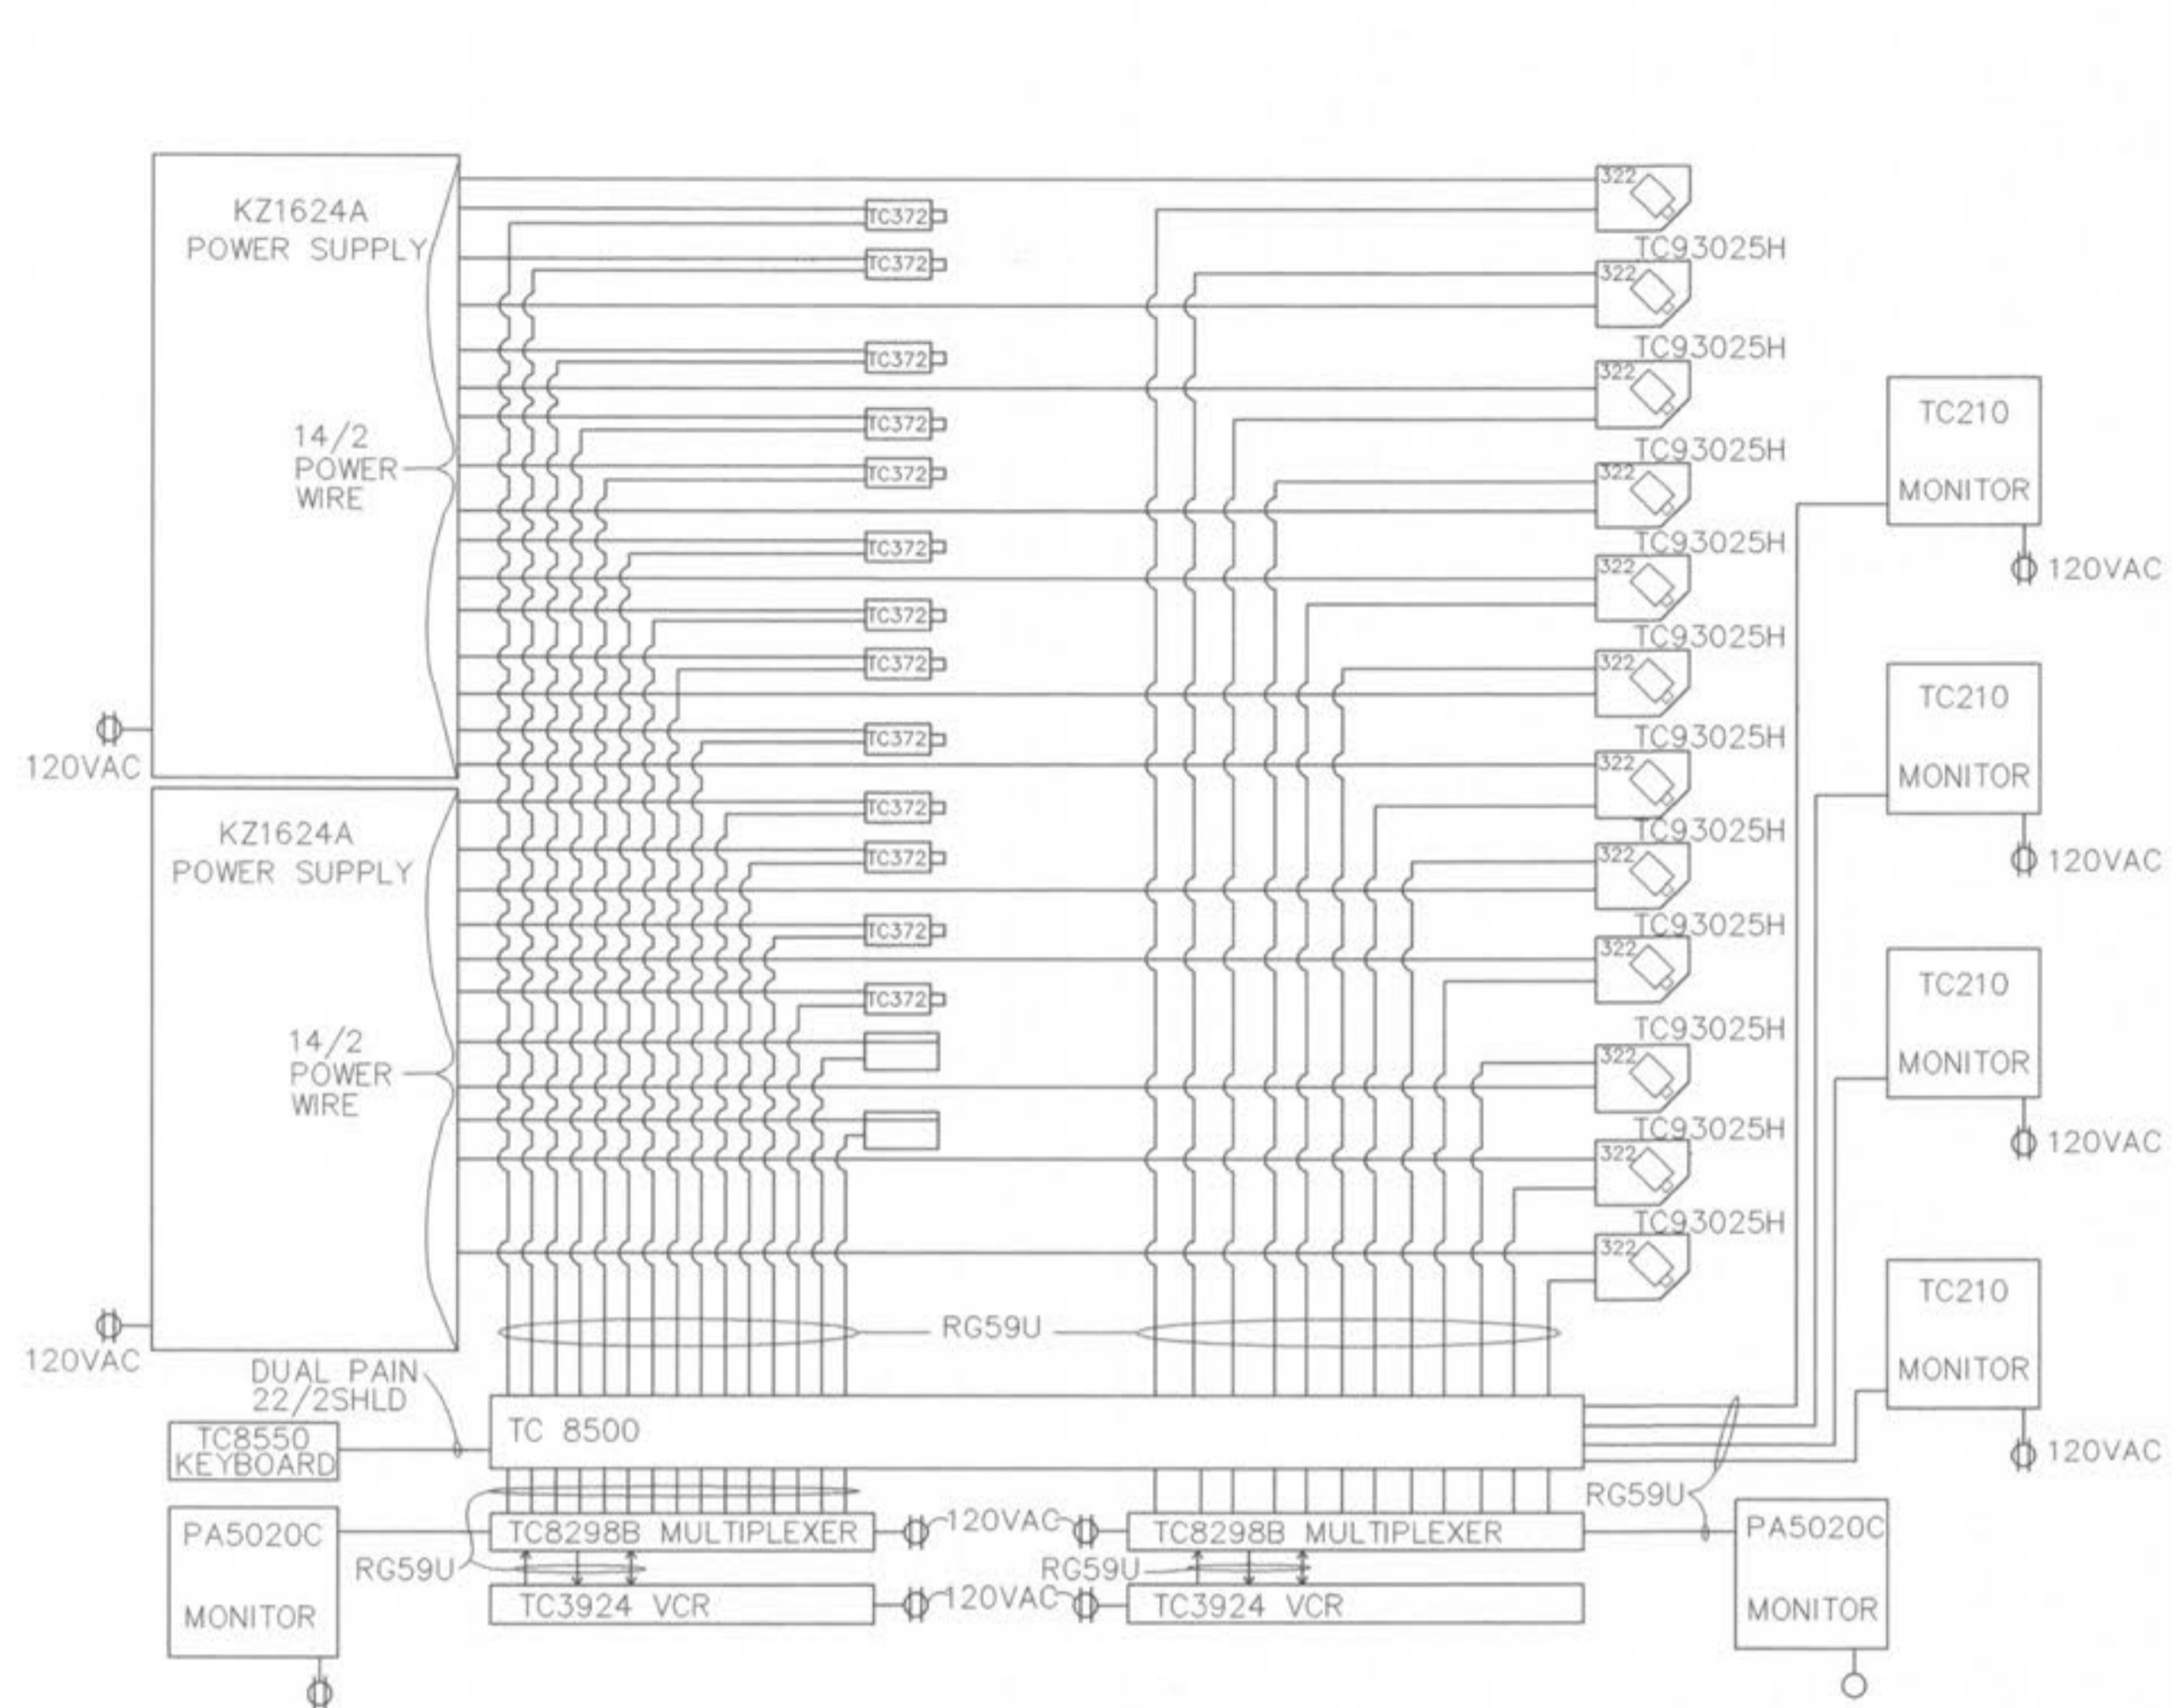 KZ1624A
POWER SUPPLY
14/2
POWER
WIRE
120VAC
KZ1624A
POWER SUPPLY
14/2
POWER
WIRE
120VAC
TC372
TC372
TC372
TC372
TC372
TC372
TC372
TC372
TC372
TC372
TC372
TC372
TC372
322
TC93025H
322
TC93025H
322
TC93025H
322
TC93025H
322
TC93025H
322
TC93025H
322
TC93025H
322
TC93025H
322
TC93025H
322
TC93025H
322
TC93025H
322
TC210
MONITOR
120VAC
TC210
MONITOR
120VAC
TC210
MONITOR
120VAC
TC210
MONITOR
120VAC
RG59U
DUAL PAIN
22/2SHLD
TC8550
KEYBOARD
TC 8500
RG59U
PA5020C
MONITOR
TC8298B MULTIPLEXER
120VAC
TC8298B MULTIPLEXER
RG59U
RG59U
TC3924 VCR
120VAC
TC3924 VCR
PA5020C
MONITOR